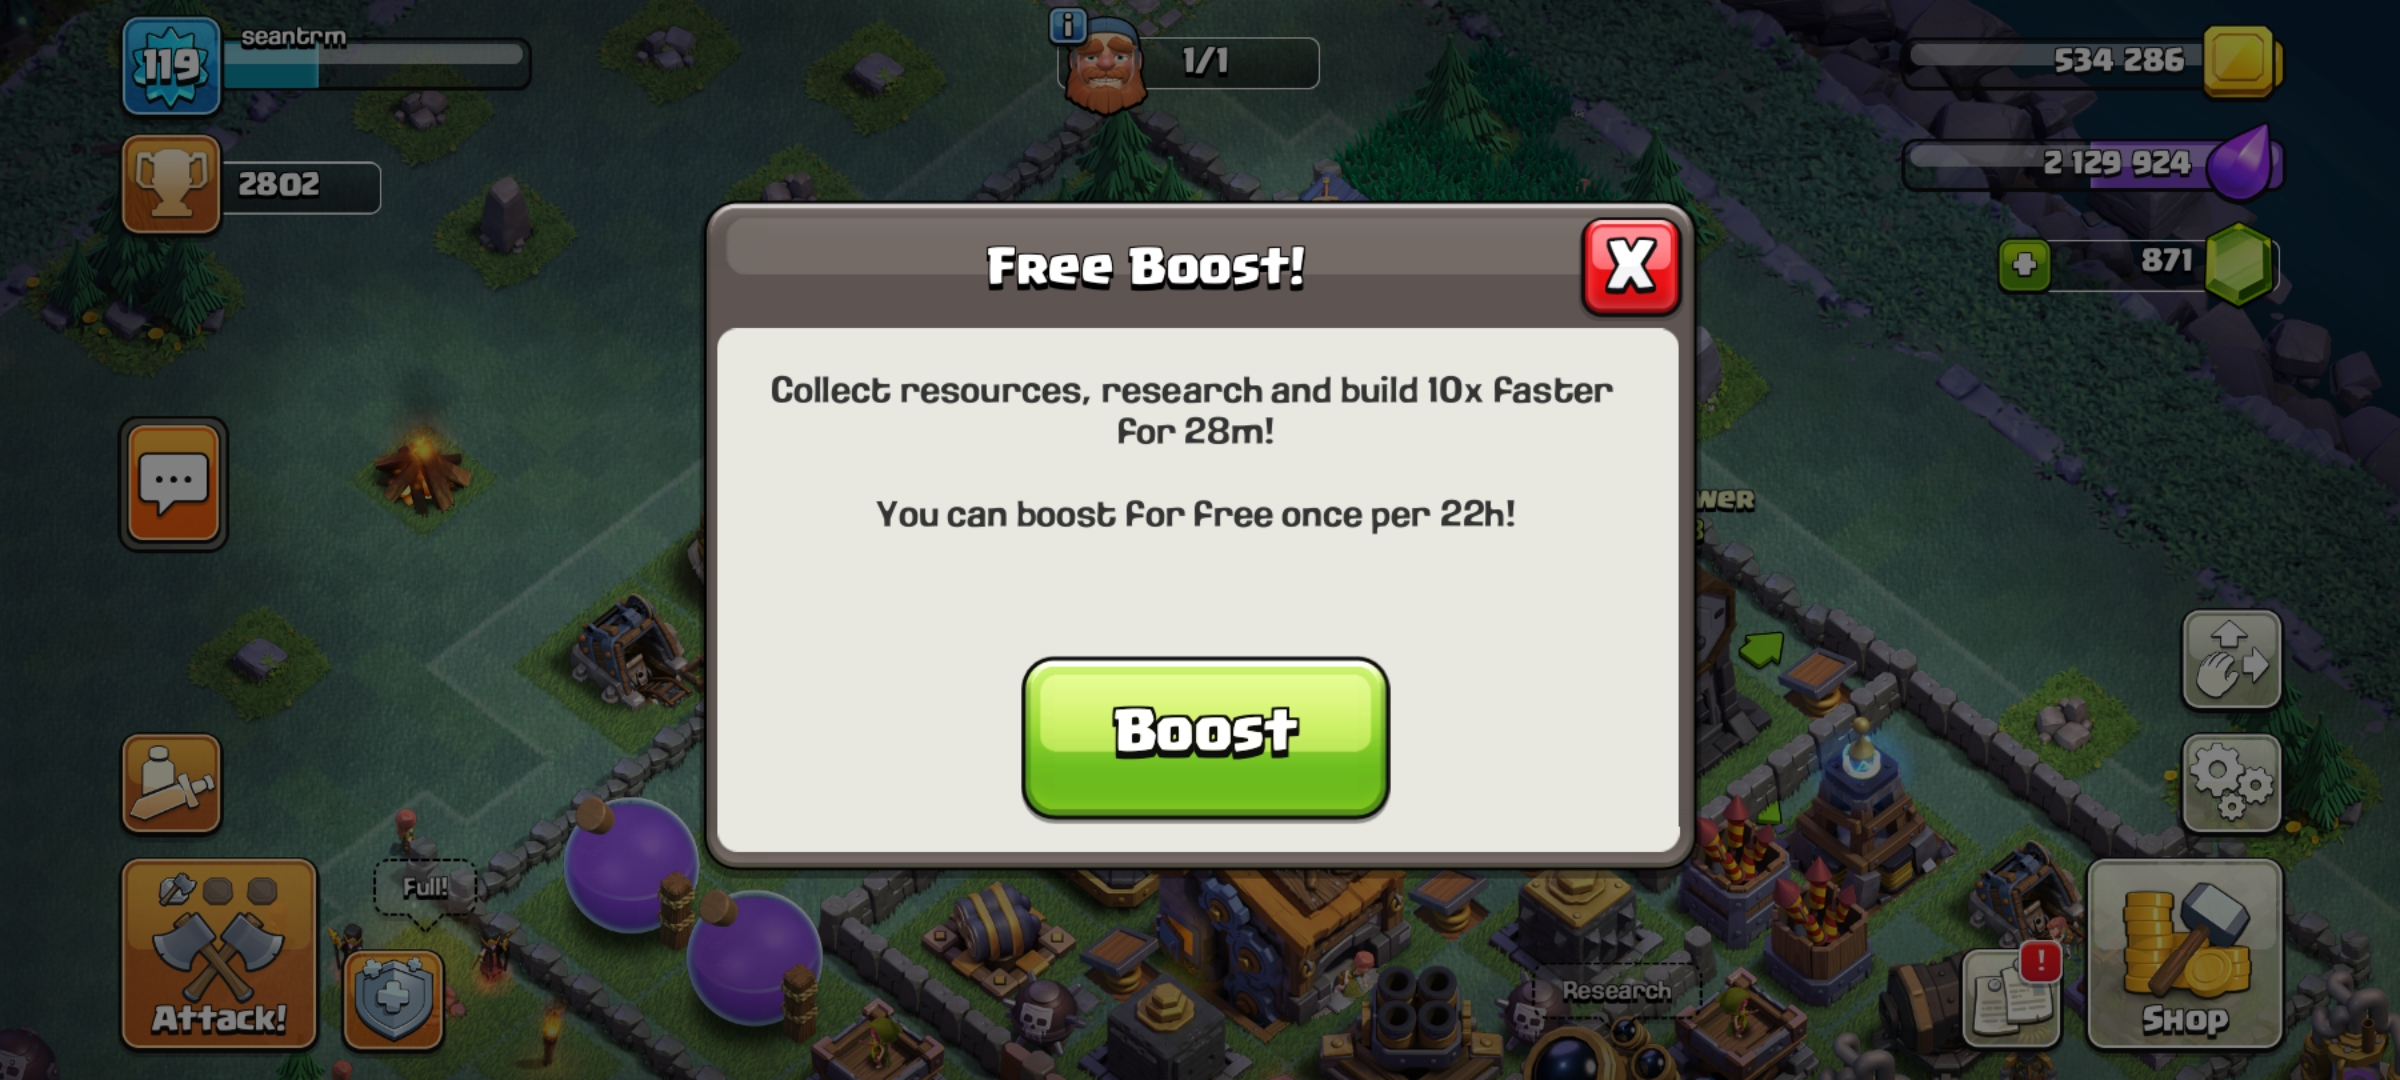 119
seantrm
i
1/1
534 286
2802
2 129 924
871
Free Boost!
X
Collect resources, research and build 10x faster
for 28m!
You can boost for free once per 22h!
Boost
Full!
Attack!
Research
!
Shop